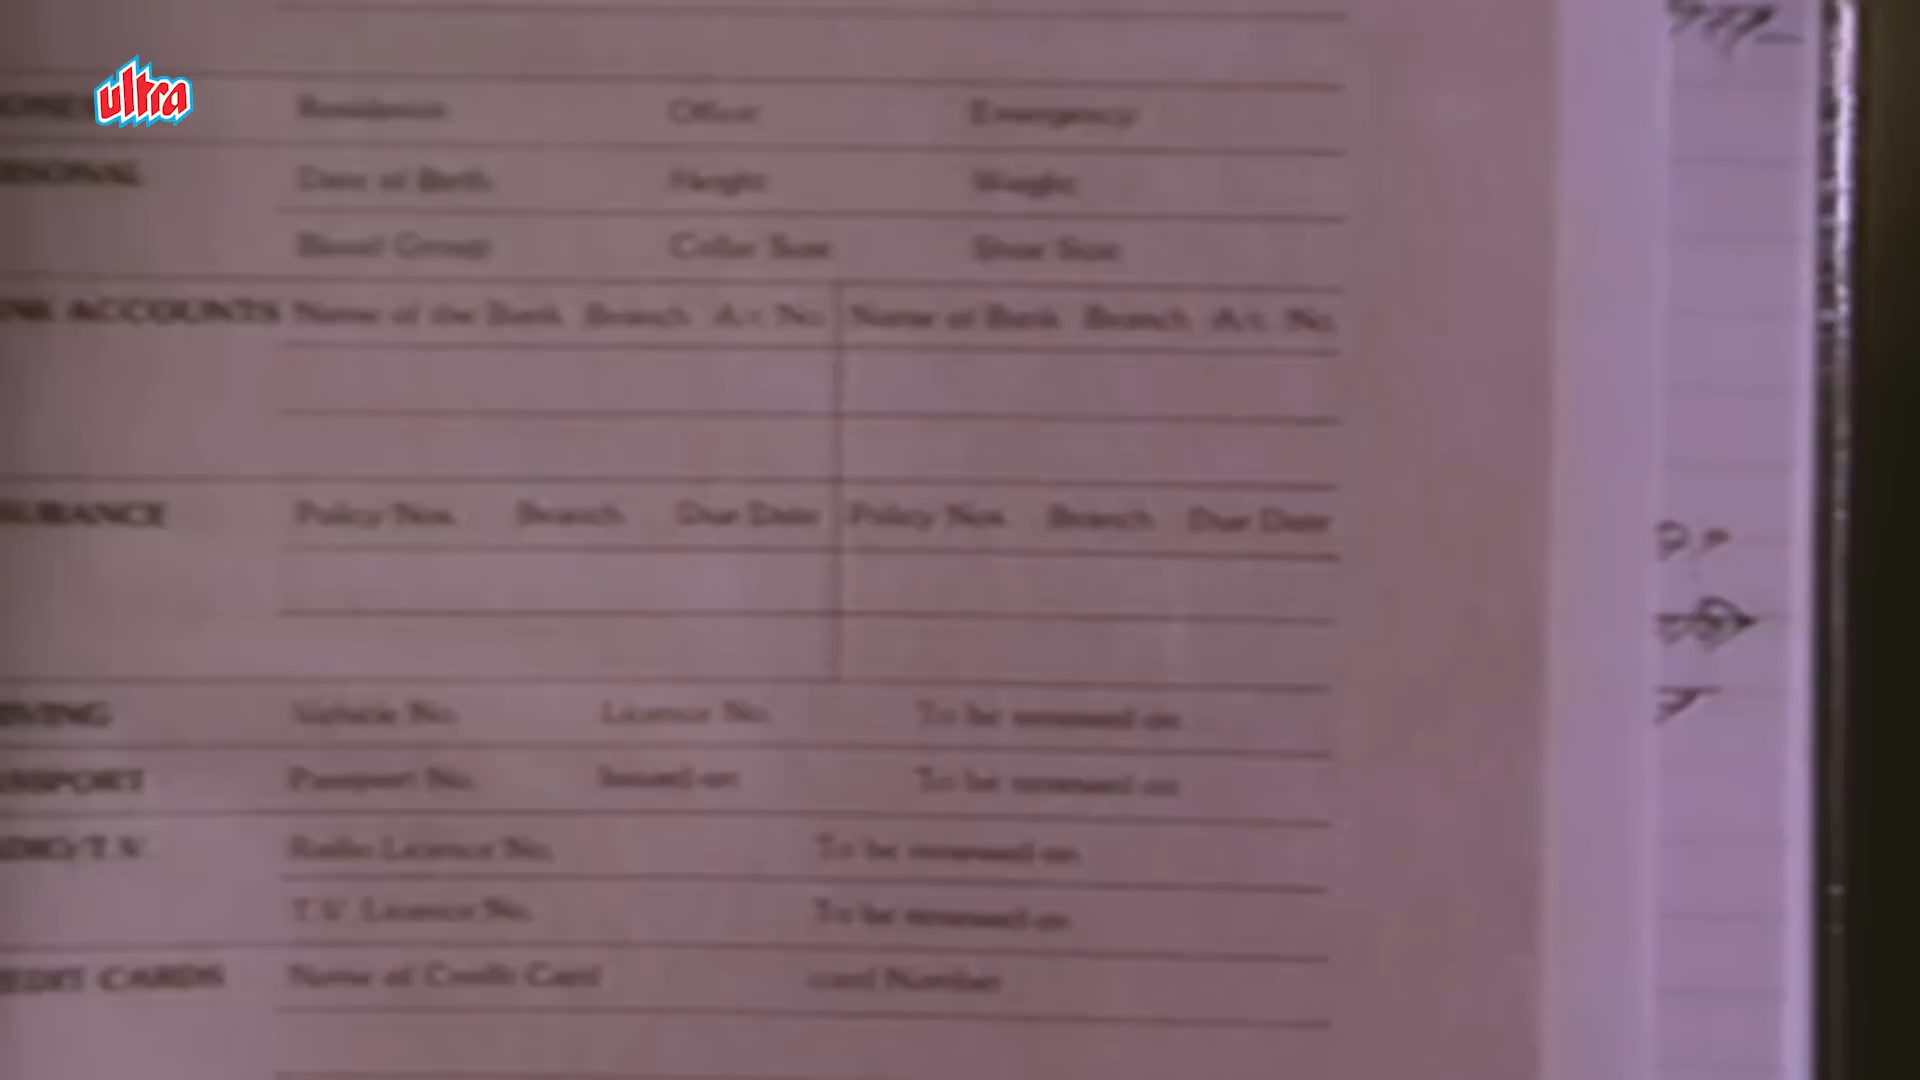 ultra
Residence Office Emergency
Date of Birth Height Weight
Blood Group Collar Size Shoe Size
ACCOUNTS Name of the Bank Branch A/c No. Name of Bank Branch A/c. No.
Policy Nos. Branch Due Date Policy Nos. Branch Due Date
Vehicle No. Licence No. To be renewed on
Passport No. Issued on To be renewed on
T.V. Radio Licence No. To be renewed on
T.V. Licence No. To be renewed on
CARDS Name of Credit Card card Number